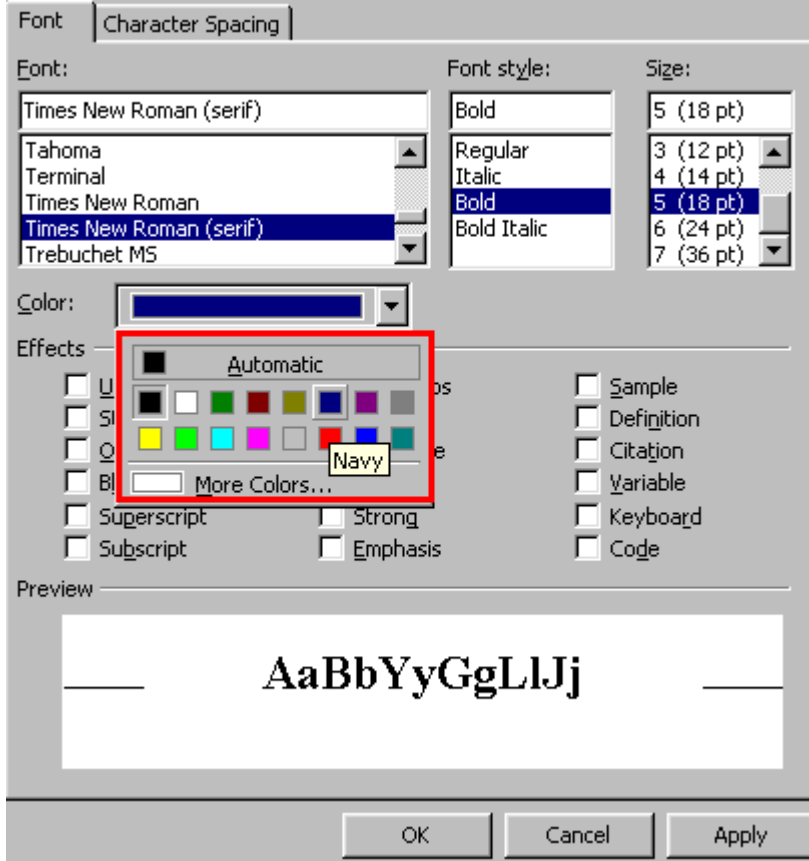 Font Character Spacing
Font: Font style: Size:
Times New Roman (serif) Bold 5 (18 pt)
Tahoma Regular 3 (12 pt)
Terminal Italic 4 (14 pt)
Times New Roman Bold 5 (18 pt)
Times New Roman (serif) Bold Italic 6 (24 pt)
Trebuchet MS 7 (36 pt)
Color:
Effects
Automatic
Sample
Definition
Citation
Navy
More Colors...
Variable
Superscript Strong Keyboard
Subscript Emphasis Code
Preview
AaBbYyGgLlJj
OK Cancel Apply